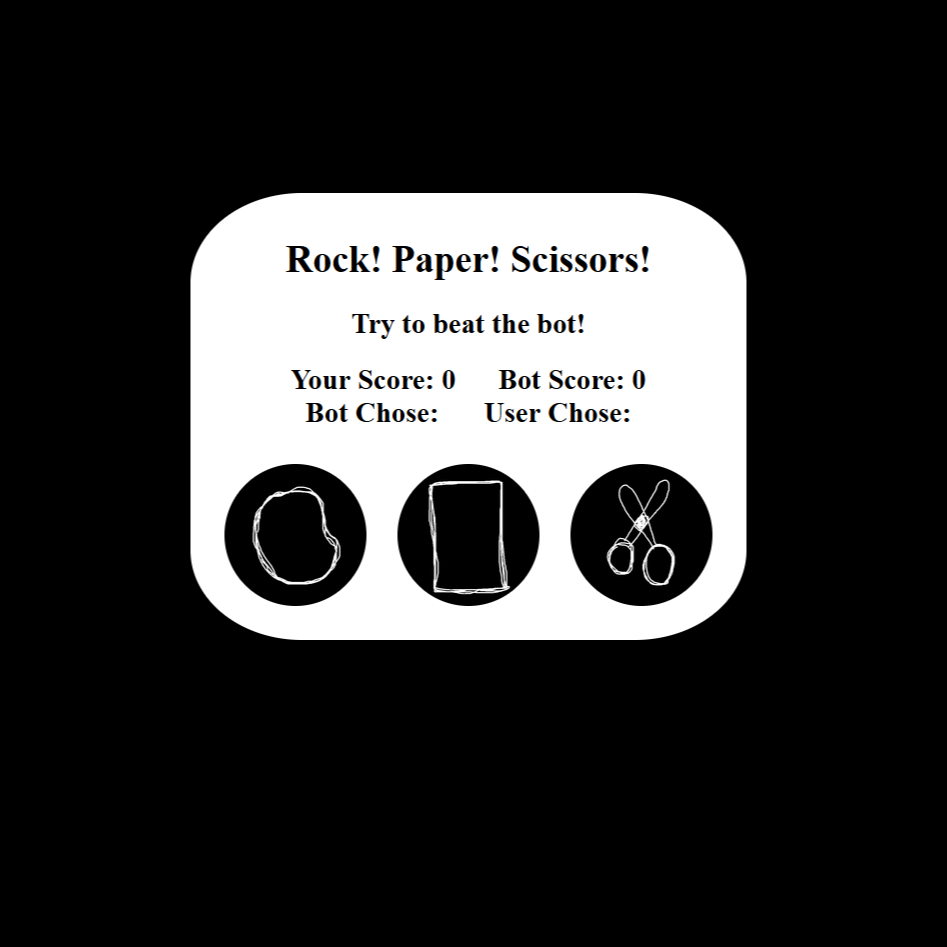 Rock! Paper! Scissors!
Try to beat the bot!
Your Score: 0 Bot Score: 0
Bot Chose: User Chose: